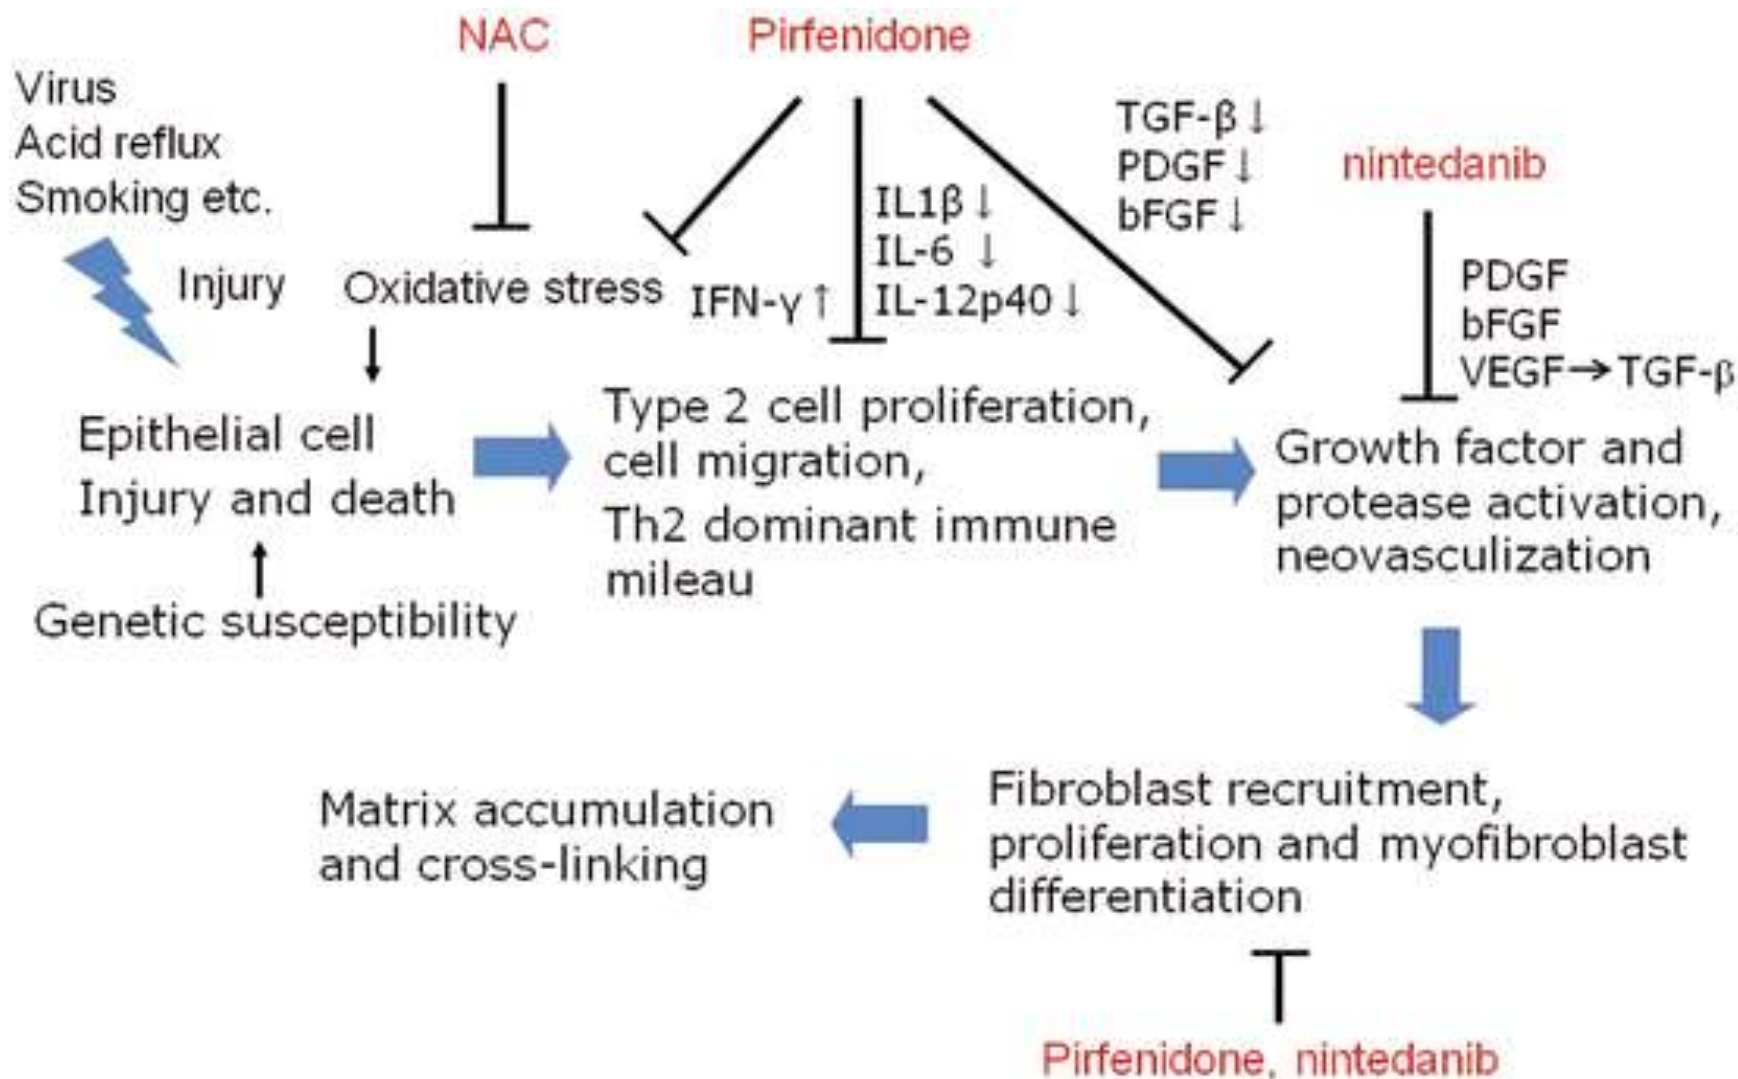 NAC
Pirfenidone
Virus
Acid reflux
Smoking etc.
Injury
Oxidative stress
IFN-γ↑
IL1β↓
IL-6 ↓
IL-12p40↓
TGF-β↓
PDGF↓
bFGF↓
nintedanib
PDGF
bFGF
VEGF→TGF-β
Epithelial cell
Injury and death
Genetic susceptibility
Type 2 cell proliferation,
cell migration,
Th2 dominant immune
mileau
Growth factor and
protease activation,
neovasculization
Fibroblast recruitment,
proliferation and myofibroblast
differentiation
Matrix accumulation
and cross-linking
Pirfenidone, nintedanib